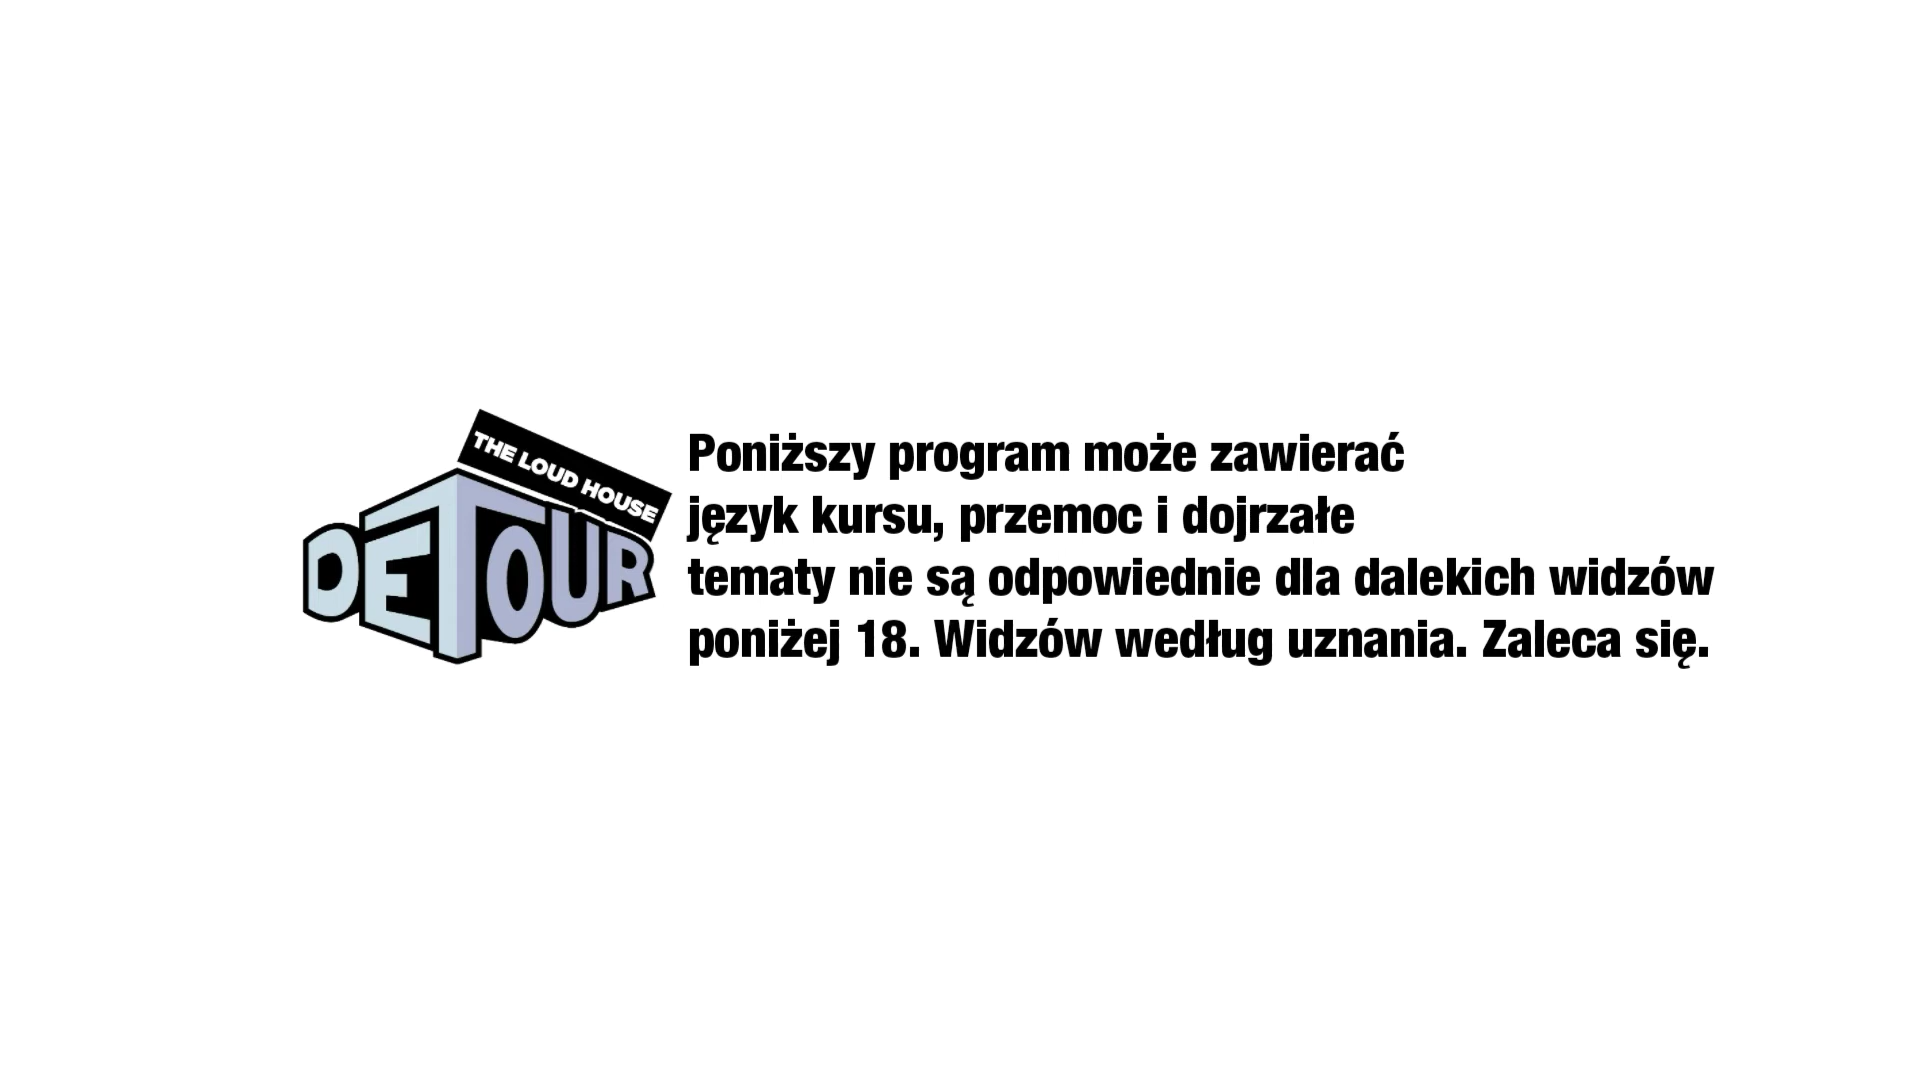 THE LOUD HOUSE
DETOUR
Poniższy program może zawierać
język kursu, przemoc i dojrzałe
tematy nie są odpowiednie dla dalekich widzów
poniżej 18. Widzów według uznania. Zaleca się.